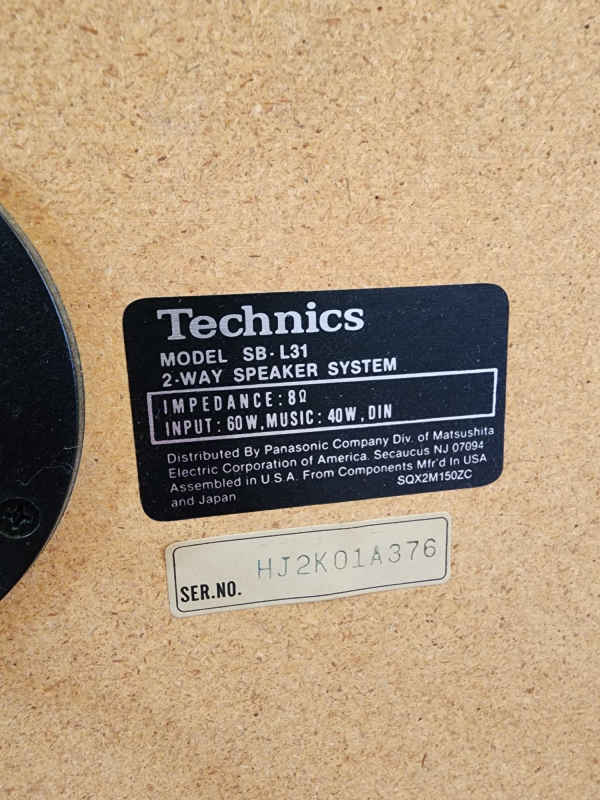 Technics
MODEL SB-L31
2-WAY SPEAKER SYSTEM
IMPEDANCE: 8Ω
INPUT: 60W, MUSIC: 40W, DIN
Distributed By Panasonic Company Div. of Matsushita
Electric Corporation of America. Secaucus NJ 07094
Assembled in U.S.A. From Components Mfr'd In USA
and Japan
SQX2M150ZC
SER.NO. HJ2K01A376